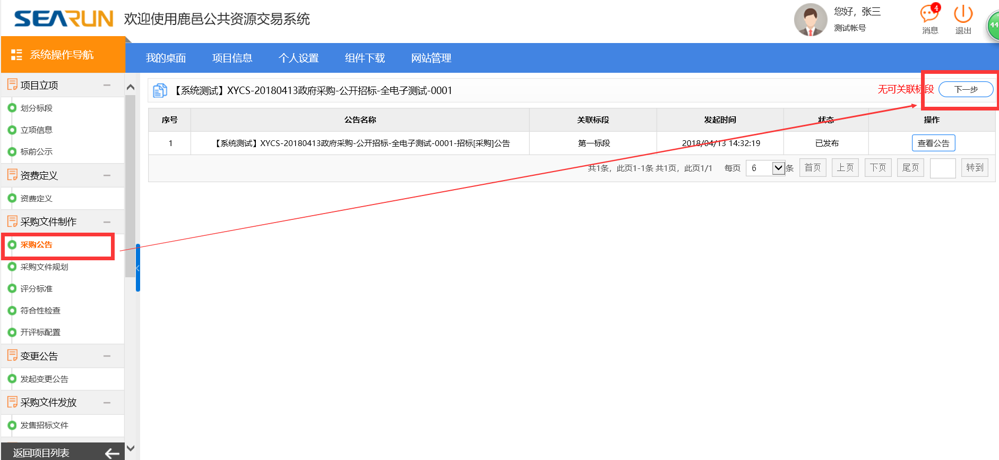 SEARUN 欢迎使用鹿邑公共资源交易系统
您好，张三
测试帐号
4
消息
退出
44
系统操作导航
我的桌面 项目信息 个人设置 组件下载 网站管理
项目立项
划分标段
立项信息
标前公示
资费定义
资费定义
采购文件制作
采购公告
采购文件规划
评分标准
符合性检查
开评标配置
变更公告
发起变更公告
采购文件发放
发售招标文件
返回项目列表
【系统测试】XYCS-20180413政府采购-公开招标-全电子测试-0001
无可关联标段 下一步
序号 公告名称 关联标段 发起时间 状态 操作
1 【系统测试】XYCS-20180413政府采购-公开招标-全电子测试-0001-招标[采购]公告 第一标段 2018/04/13 14:32:19 已发布 查看公告
共1条，此页1-1条 共1页，此页1/1 每页 6 条 首页 上页 下页 尾页 转到